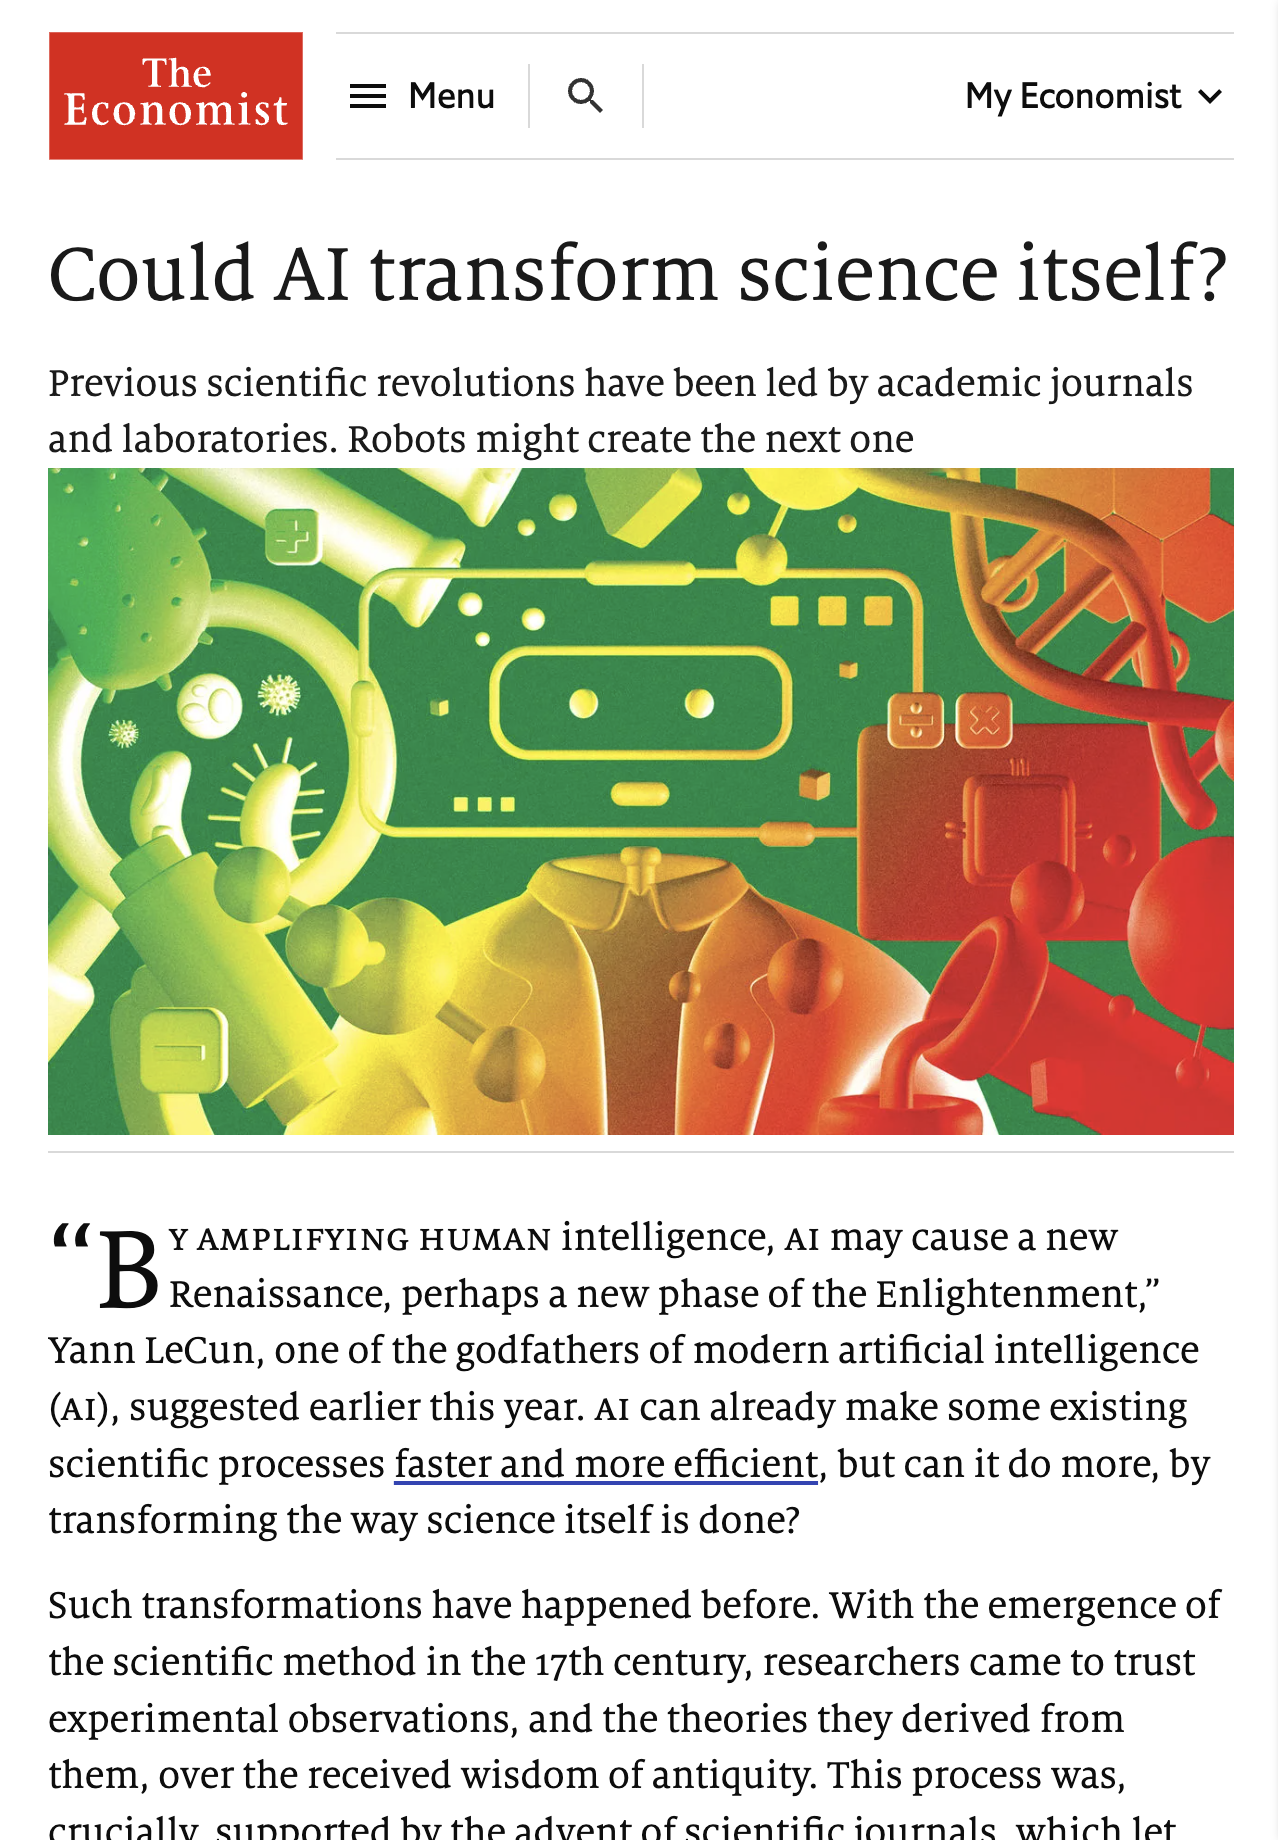 The
Economist
Menu
My Economist
Could AI transform science itself?
Previous scientific revolutions have been led by academic journals
and laboratories. Robots might create the next one
“BY AMPLIFYING HUMAN intelligence, AI may cause a new
Renaissance, perhaps a new phase of the Enlightenment,”
Yann LeCun, one of the godfathers of modern artificial intelligence
(AI), suggested earlier this year. AI can already make some existing
scientific processes faster and more efficient, but can it do more, by
transforming the way science itself is done?
Such transformations have happened before. With the emergence of
the scientific method in the 17th century, researchers came to trust
experimental observations, and the theories they derived from
them, over the received wisdom of antiquity. This process was,
crucially, supported by the advent of scientific journals, which let